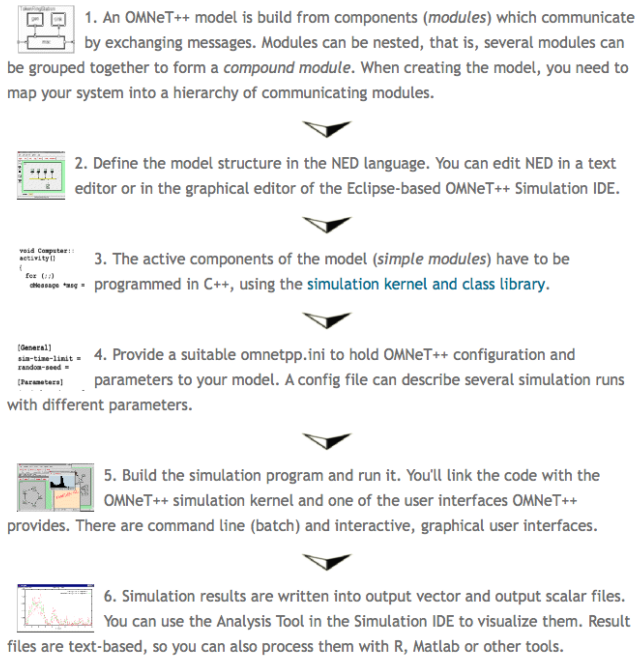 1. An OMNeT++ model is build from components (modules) which communicate
by exchanging messages. Modules can be nested, that is, several modules can
be grouped together to form a compound module. When creating the model, you need to
map your system into a hierarchy of communicating modules.
2. Define the model structure in the NED language. You can edit NED in a text
editor or in the graphical editor of the Eclipse-based OMNeT++ Simulation IDE.
void Computer::
activity()
{
for (;;)
cMessage *msg =
3. The active components of the model (simple modules) have to be
programmed in C++, using the simulation kernel and class library.
[General]
sim-time-limit =
random-seed =
[Parameters]
4. Provide a suitable omnetpp.ini to hold OMNeT++ configuration and
parameters to your model. A config file can describe several simulation runs
with different parameters.
5. Build the simulation program and run it. You'll link the code with the
OMNeT++ simulation kernel and one of the user interfaces OMNeT++
provides. There are command line (batch) and interactive, graphical user interfaces.
6. Simulation results are written into output vector and output scalar files.
You can use the Analysis Tool in the Simulation IDE to visualize them. Result
files are text-based, so you can also process them with R, Matlab or other tools.